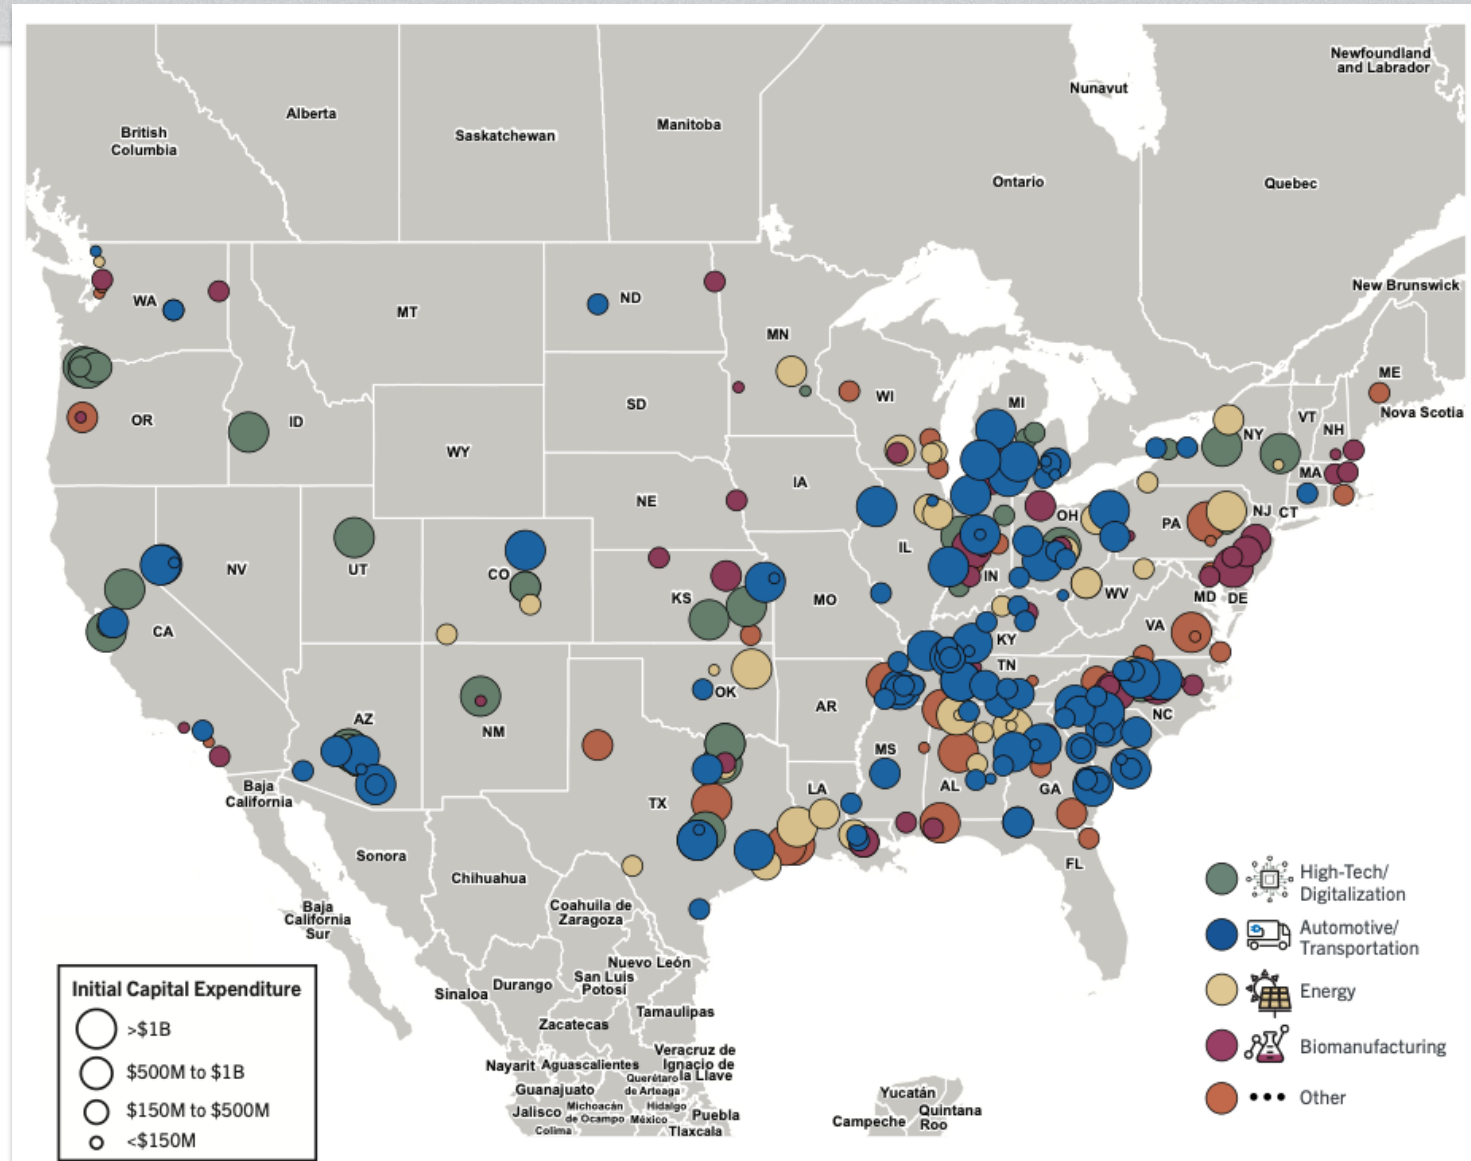 Newfoundland
and Labrador
Nunavut
Alberta
British
Columbia
Saskatchewan
Manitoba
Ontario
Quebec
New Brunswick
WA
MT
ND
MN
ME
Nova Scotia
OR
ID
SD
WI
MI
VT
NH
NY
WY
MA
IA
NE
OH
PA
NJ
CT
IL
NV
UT
CO
IN
WV
MD
DE
KS
MO
CA
VA
KY
TN
OK
AR
NC
AZ
NM
MS
AL
GA
LA
TX
Baja
California
Sonora
FL
Chihuahua
Coahuila de
Zaragoza
Baja
California
Sur
Nuevo León
San Luis
Potosí
Durango
Sinaloa
Tamaulipas
Zacatecas
Veracruz de
Ignacio de
la Llave
Nayarit
Aguascalientes
Querétaro
de Arteaga
Guanajuato
Jalisco
Michoacán
de Ocampo
Hidalgo
México
Puebla
Colima
Tlaxcala
Yucatán
Campeche
Quintana
Roo
High-Tech/
Digitalization
Automotive/
Transportation
Energy
Biomanufacturing
Other
Initial Capital Expenditure
>$1B
$500M to $1B
$150M to $500M
<$150M